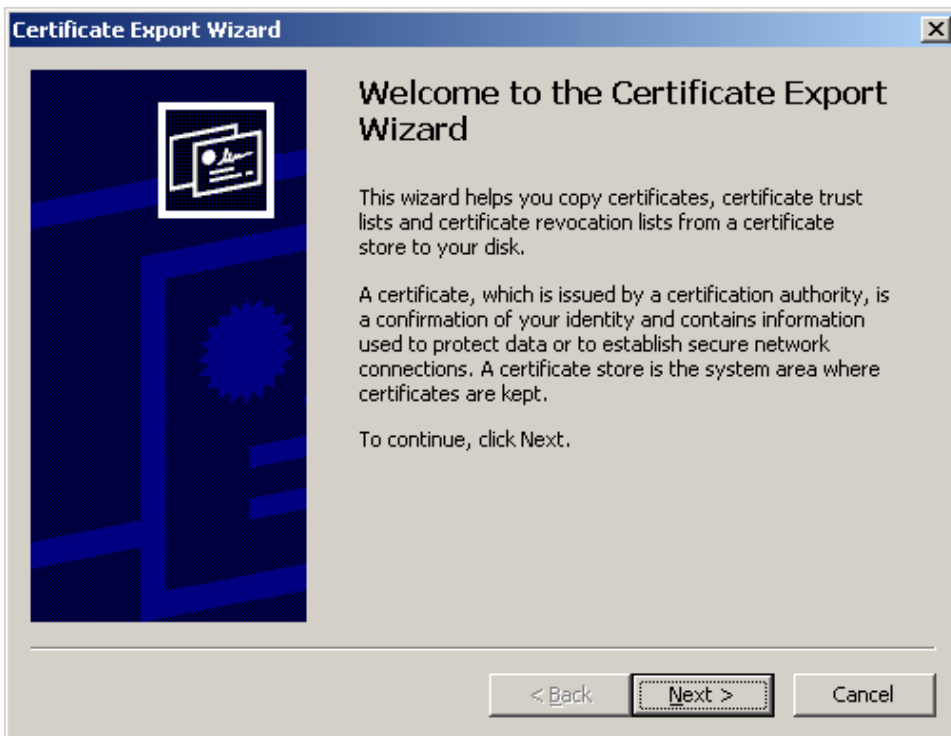 Certificate Export Wizard
Welcome to the Certificate Export
Wizard
This wizard helps you copy certificates, certificate trust
lists and certificate revocation lists from a certificate
store to your disk.
A certificate, which is issued by a certification authority, is
a confirmation of your identity and contains information
used to protect data or to establish secure network
connections. A certificate store is the system area where
certificates are kept.
To continue, click Next.
< Back
Next >
Cancel